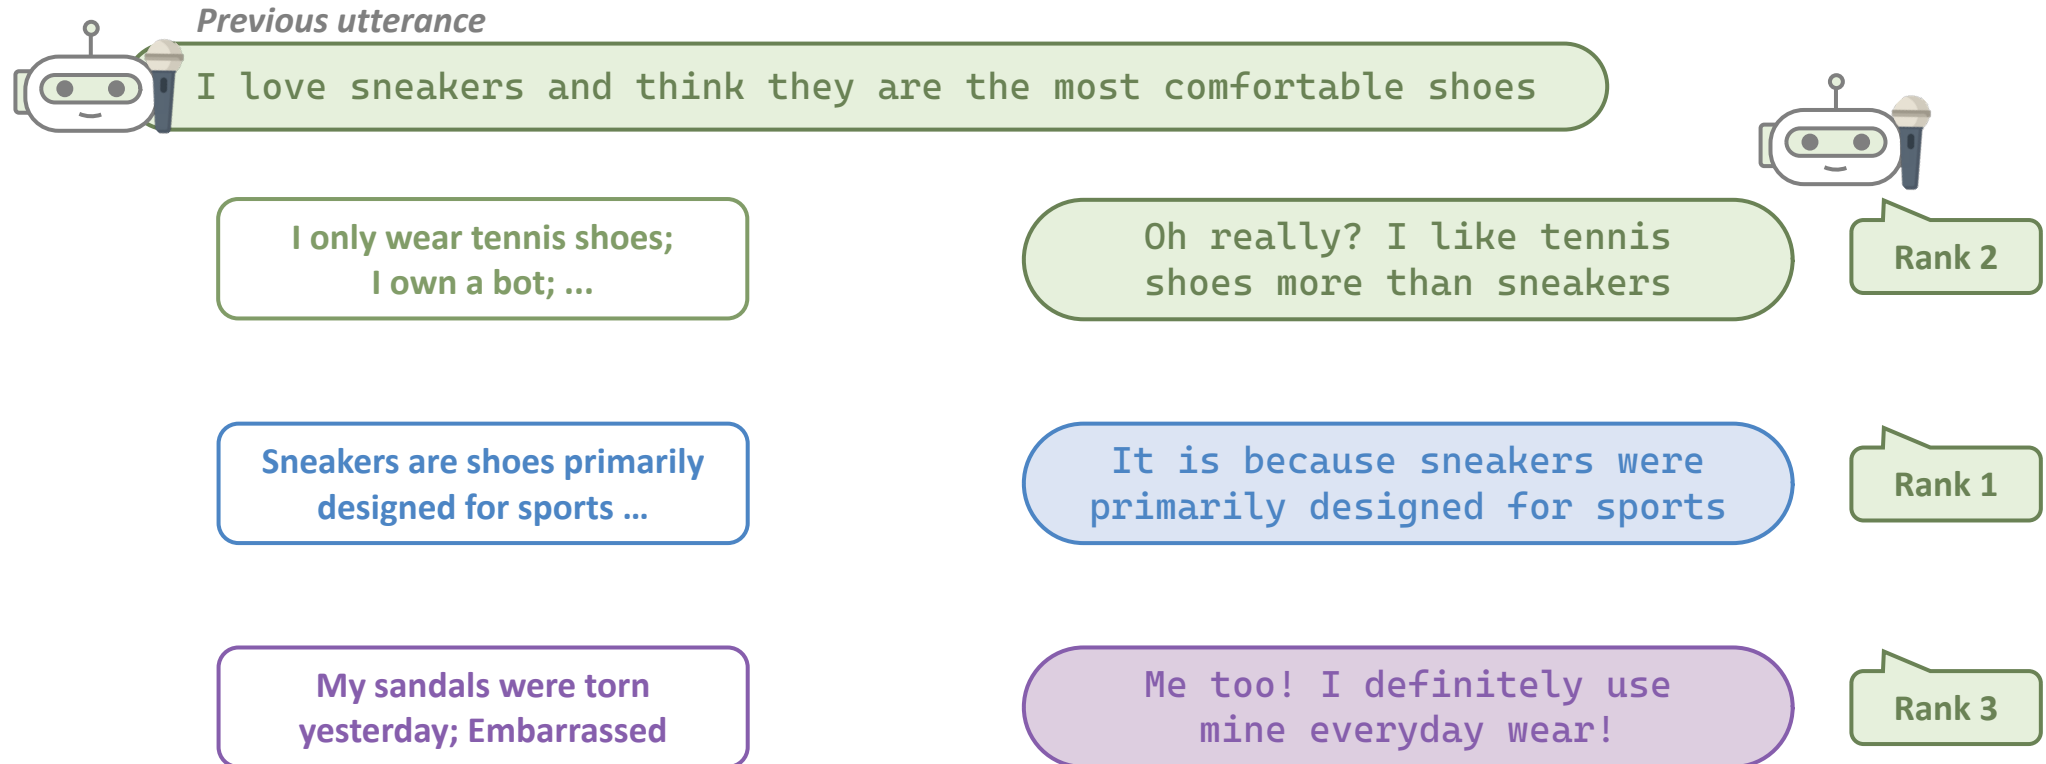 Previous utterance
I love sneakers and think they are the most comfortable shoes
I only wear tennis shoes;
I own a bot; ...
Oh really? I like tennis
shoes more than sneakers
Rank 2
Sneakers are shoes primarily
designed for sports ...
It is because sneakers were
primarily designed for sports
Rank 1
My sandals were torn
yesterday; Embarrassed
Me too! I definitely use
mine everyday wear!
Rank 3